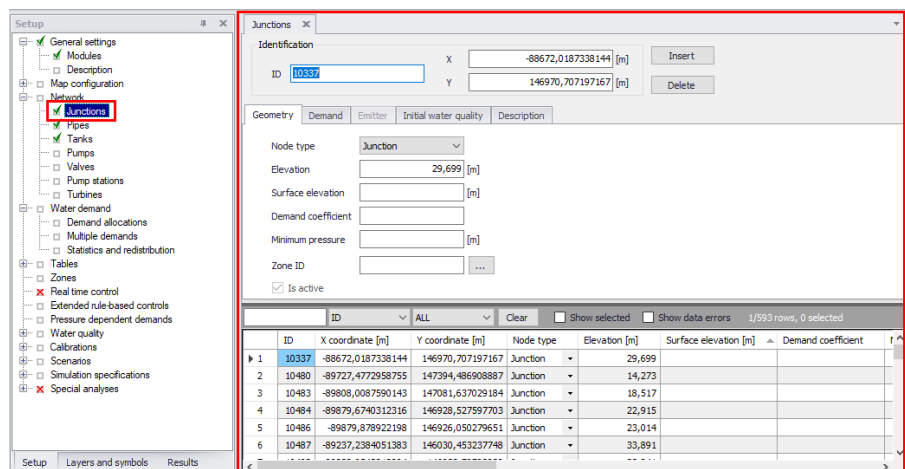 Setup
General settings
Modules
Description
Map configuration
Network
Junctions
Pipes
Tanks
Pumps
Valves
Pump stations
Turbines
Water demand
Demand allocations
Multiple demands
Statistics and redistribution
Tables
Zones
Real time control
Extended rule-based controls
Pressure dependent demands
Water quality
Calibrations
Scenarios
Simulation specifications
Special analyses
Setup Layers and symbols Results
Junctions
Identification
ID 10337
X -88672,0187338144 [m] Insert
Y 146970,707197167 [m] Delete
Geometry Demand Emitter Initial water quality Description
Node type Junction
Elevation 29,699 [m]
Surface elevation [m]
Demand coefficient
Minimum pressure [m]
Zone ID ...
Is active
ID ALL Clear Show selected Show data errors 1/593 rows, 0 selected
ID X coordinate [m] Y coordinate [m] Node type Elevation [m] Surface elevation [m] Demand coefficient
1 10337 -88672,0187338144 146970,707197167 Junction 29,699
2 10480 -89727,4772958755 147394,486908887 Junction 14,273
3 10483 -89808,0087590143 147081,637029184 Junction 18,517
4 10484 -89879,6740312316 146928,527597703 Junction 22,915
5 10486 -89879,878922198 146926,050279651 Junction 23,014
6 10487 -89237,2384051383 146030,453237748 Junction 33,891